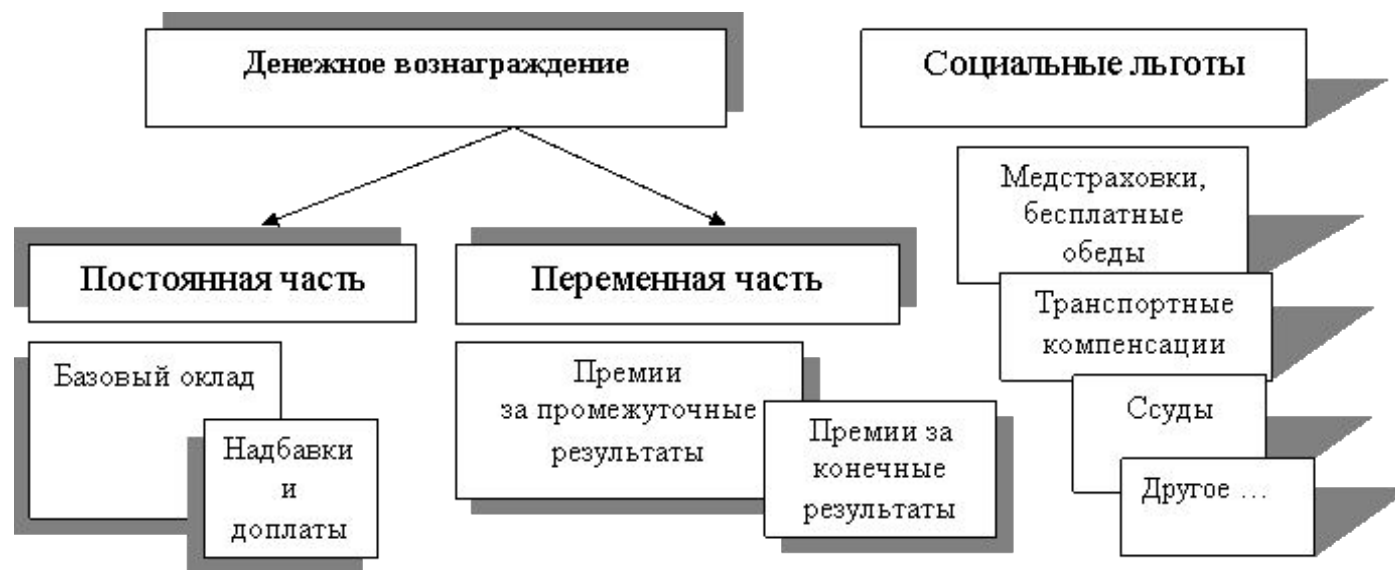 Денежное вознаграждение
Социальные льготы
Постоянная часть
Переменная часть
Базовый оклад
Надбавки
и
доплаты
Премии
за промежуточные
результаты
Премии за
конечные
результаты
Медстраховки,
бесплатные
обеды
Транспортные
компенсации
Ссуды
Другое ...